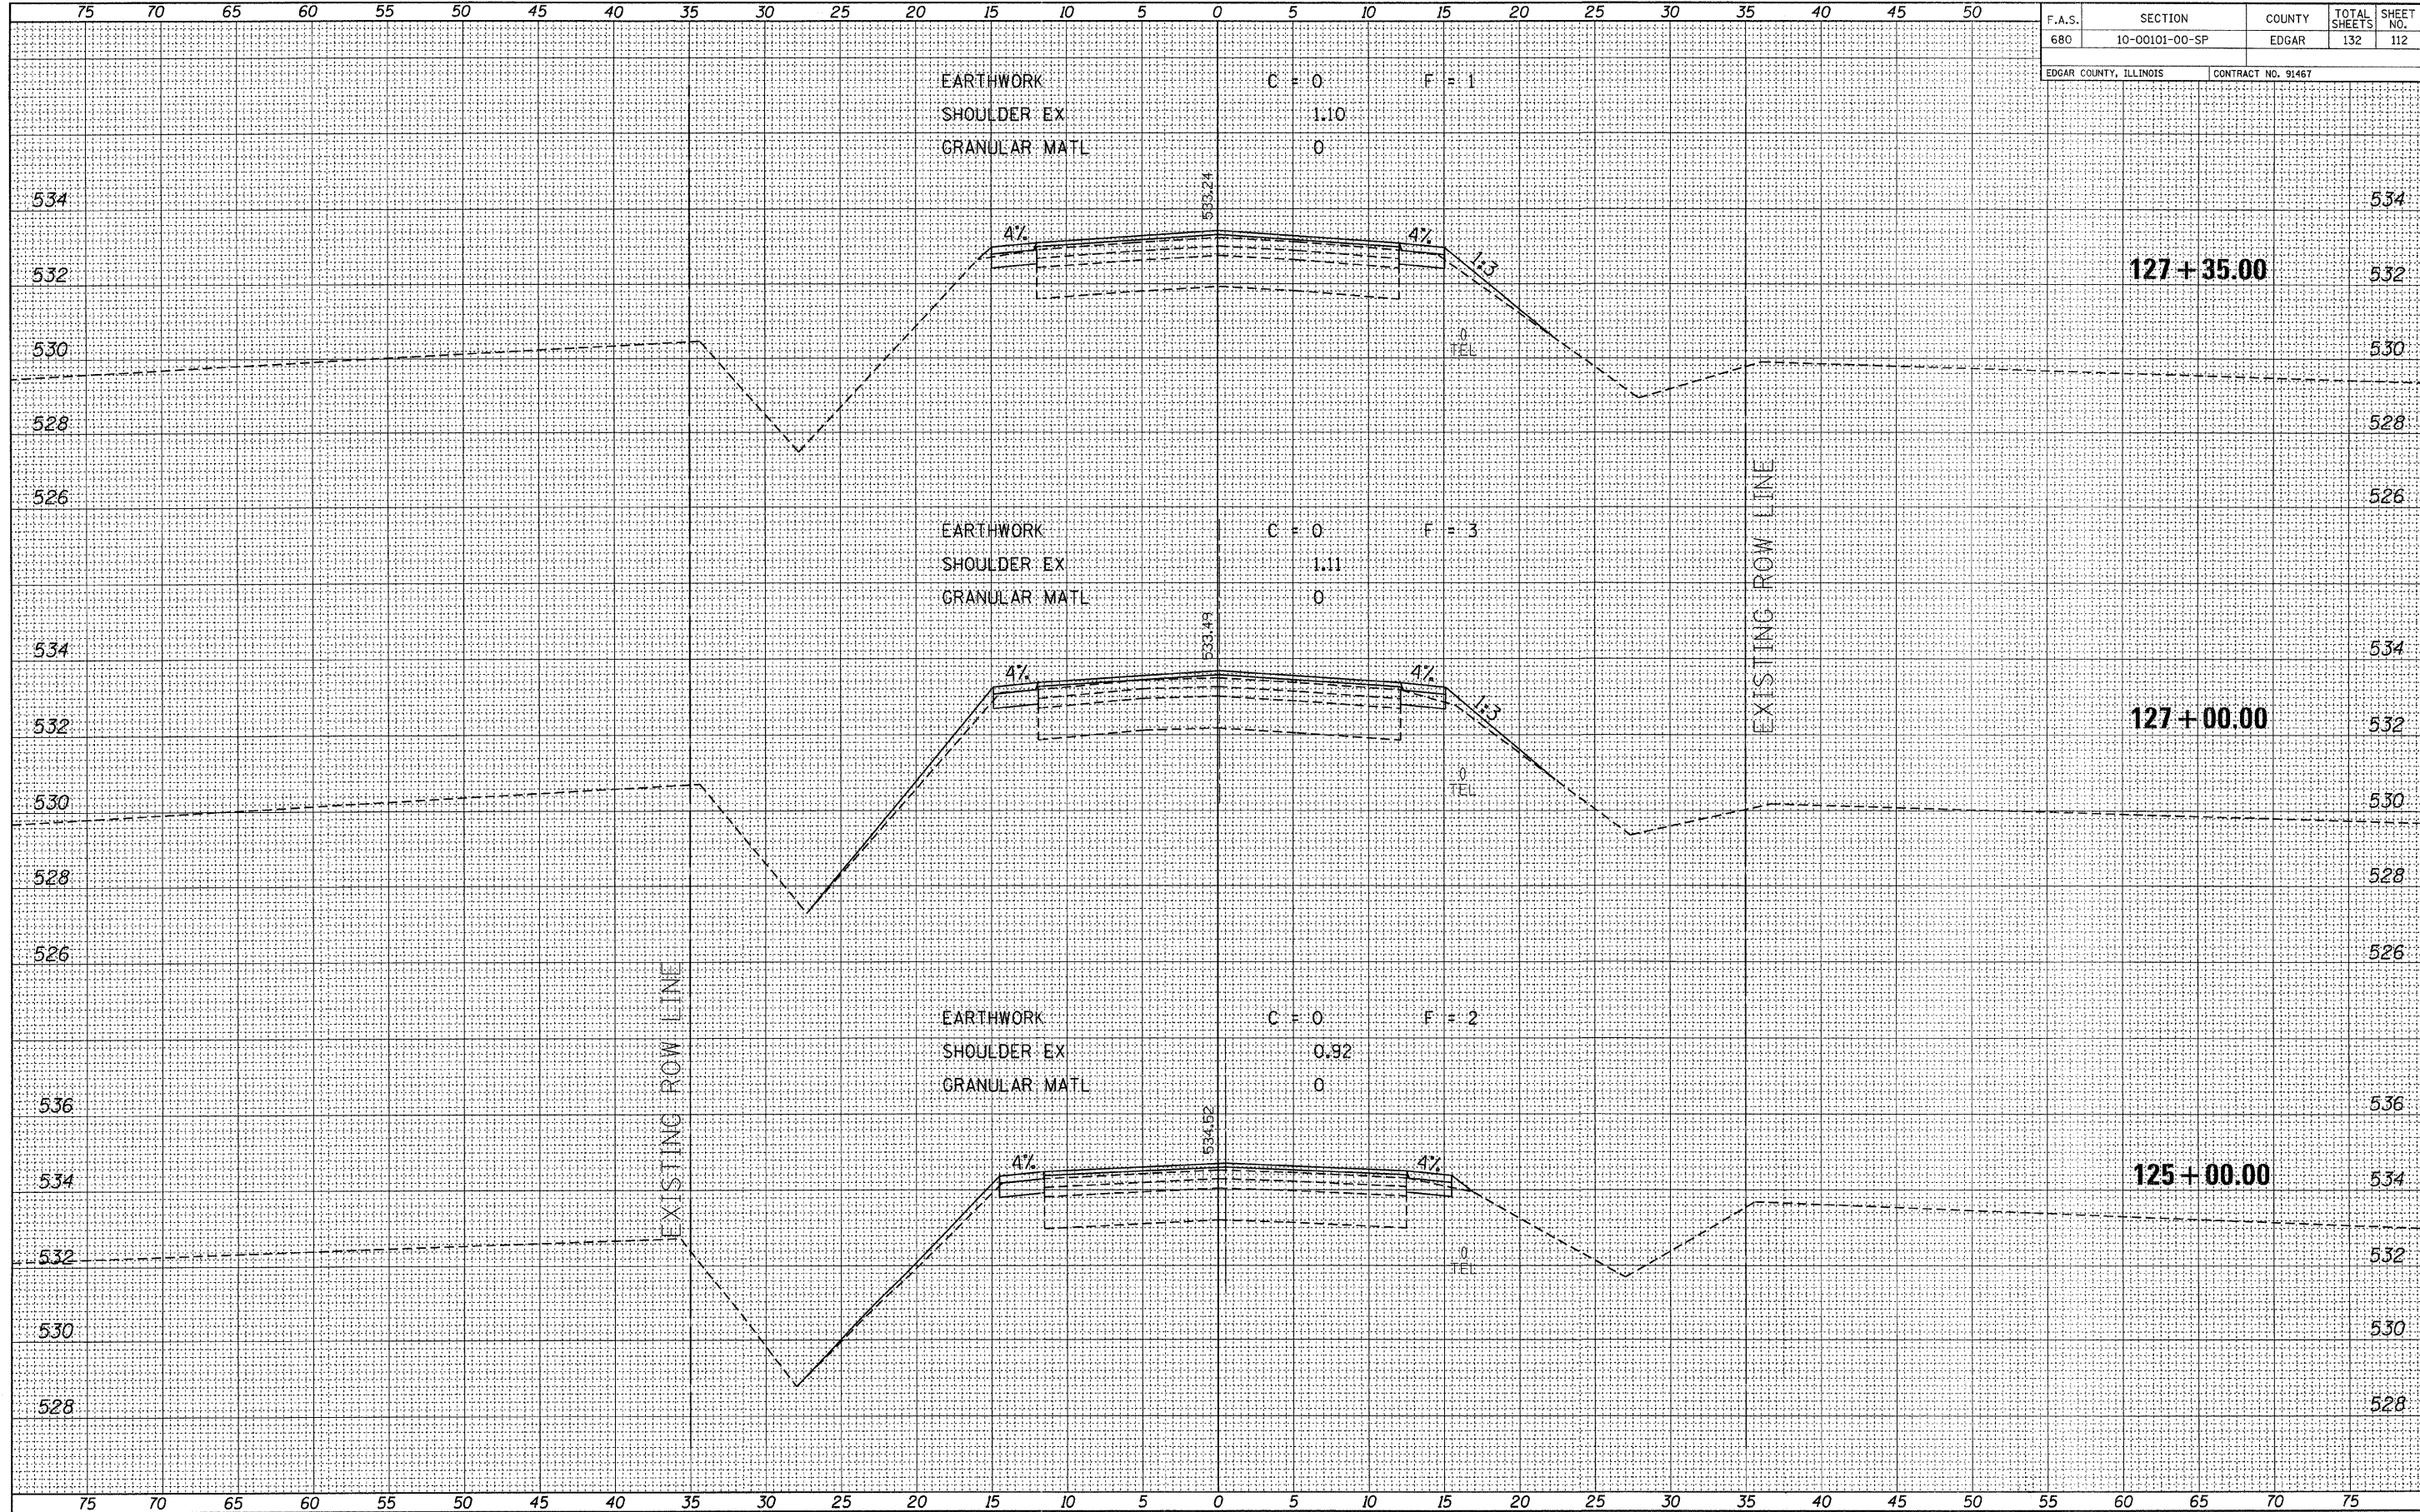 75 70 65 60 55 50 45 40 35 30 25 20 15 10 5 0 5 10 15 20 25 30 35 40 45 50
F.A.S. SECTION COUNTY TOTAL SHEETS SHEET NO.
680 10-00101-00-SP EDGAR 132 112
EDGAR COUNTY, ILLINOIS CONTRACT NO. 91467
EARTHWORK C = 0 F = 1
SHOULDER EX 1.10
GRANULAR MATL 0
533.24
534 534
4% 4%
1:3
127+35.00
532 532
0
TEL
530 530
528 528
526 526
EXISTING ROW LINE
EARTHWORK C = 0 F = 3
SHOULDER EX 1.11
GRANULAR MATL 0
533.49
534 534
4% 4%
1:3
127+00.00
532 532
0
TEL
530 530
528 528
526 526
EXISTING ROW LINE
EARTHWORK C = 0 F = 2
SHOULDER EX 0.92
GRANULAR MATL 0
536 536
534.52
4% 4%
125+00.00
534 534
532 532
0
TEL
530 530
528 528
75 70 65 60 55 50 45 40 35 30 25 20 15 10 5 0 5 10 15 20 25 30 35 40 45 50 55 60 65 70 75